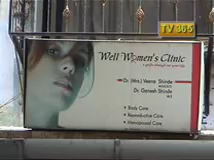 TV 365
Well Women's Clinic
Dr. (Mrs.) Veena Shinde
Dr. Ganesh Shinde
Body Care
Reproductive Care
Menopausal Care